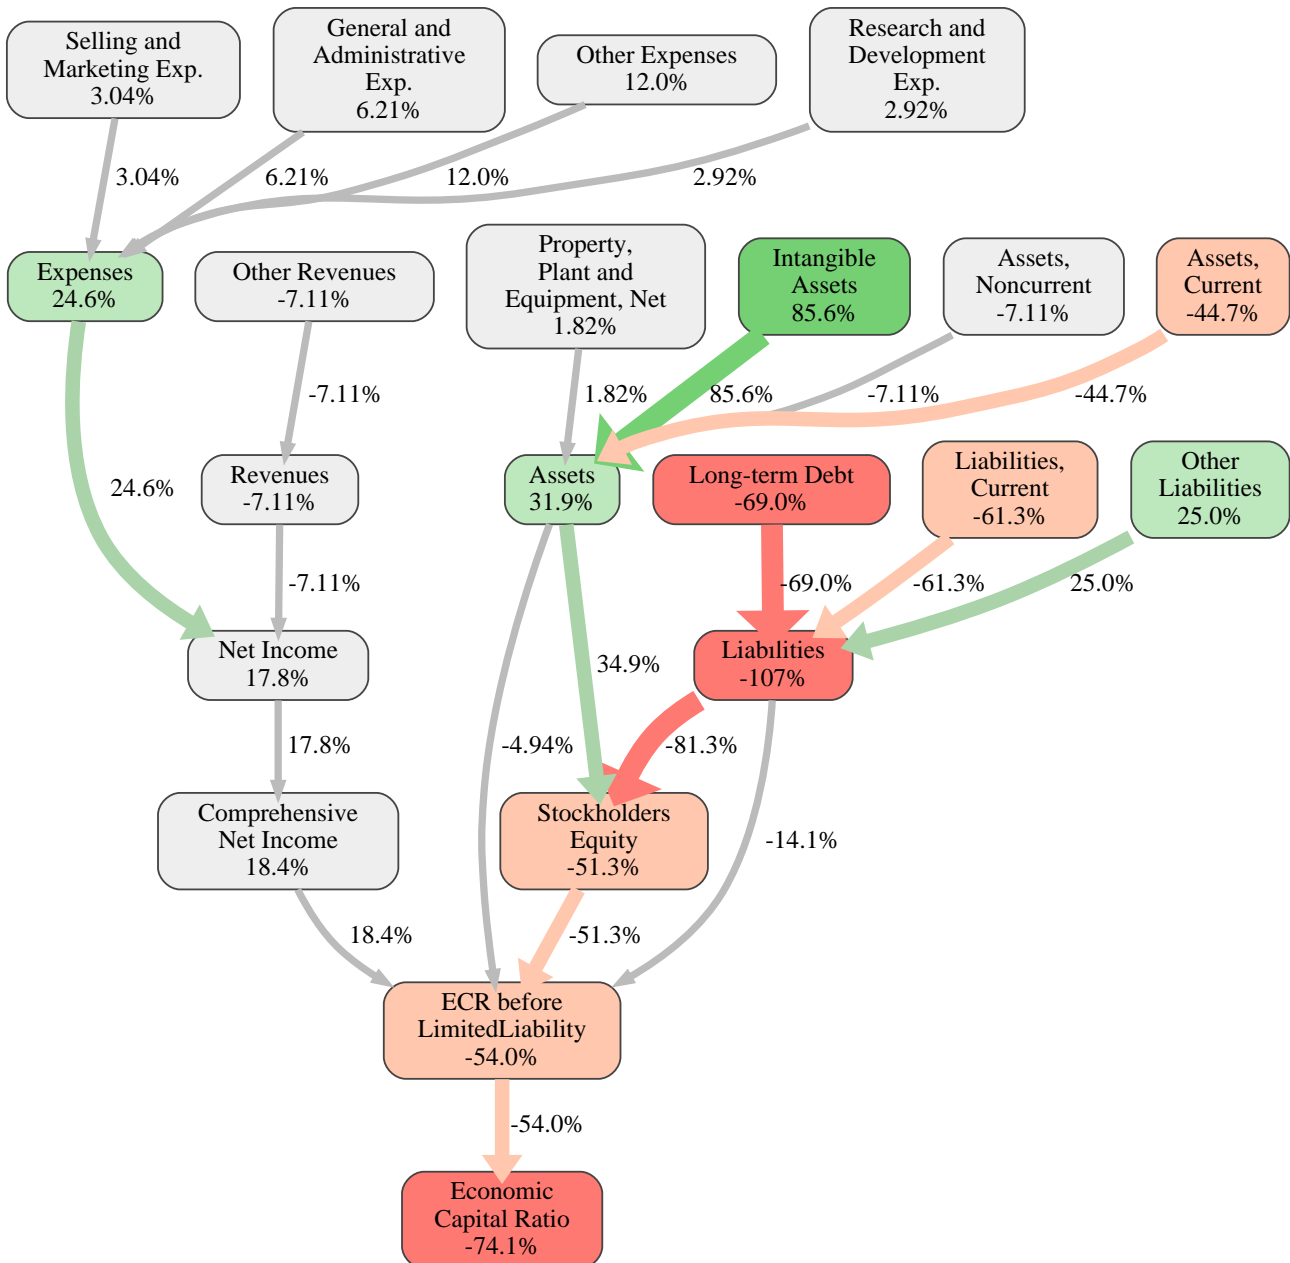 Selling and
Marketing Exp.
3.04%
General and
Administrative
Exp.
6.21%
Other Expenses
12.0%
Research and
Development
Exp.
2.92%
3.04%
6.21%
12.0%
2.92%
Expenses
24.6%
Other Revenues
-7.11%
Property,
Plant and
Equipment, Net
1.82%
Intangible
Assets
85.6%
Assets,
Noncurrent
-7.11%
Assets,
Current
-44.7%
-7.11%
1.82%
85.6%
-7.11%
-44.7%
24.6%
Revenues
-7.11%
Assets
31.9%
Long-term Debt
-69.0%
Liabilities,
Current
-61.3%
Other
Liabilities
25.0%
-7.11%
-69.0%
-61.3%
25.0%
Net Income
17.8%
34.9%
Liabilities
-107%
17.8%
-4.94%
-81.3%
Comprehensive
Net Income
18.4%
Stockholders
Equity
-51.3%
-14.1%
18.4%
-51.3%
ECR before
LimitedLiability
-54.0%
-54.0%
Economic
Capital Ratio
-74.1%